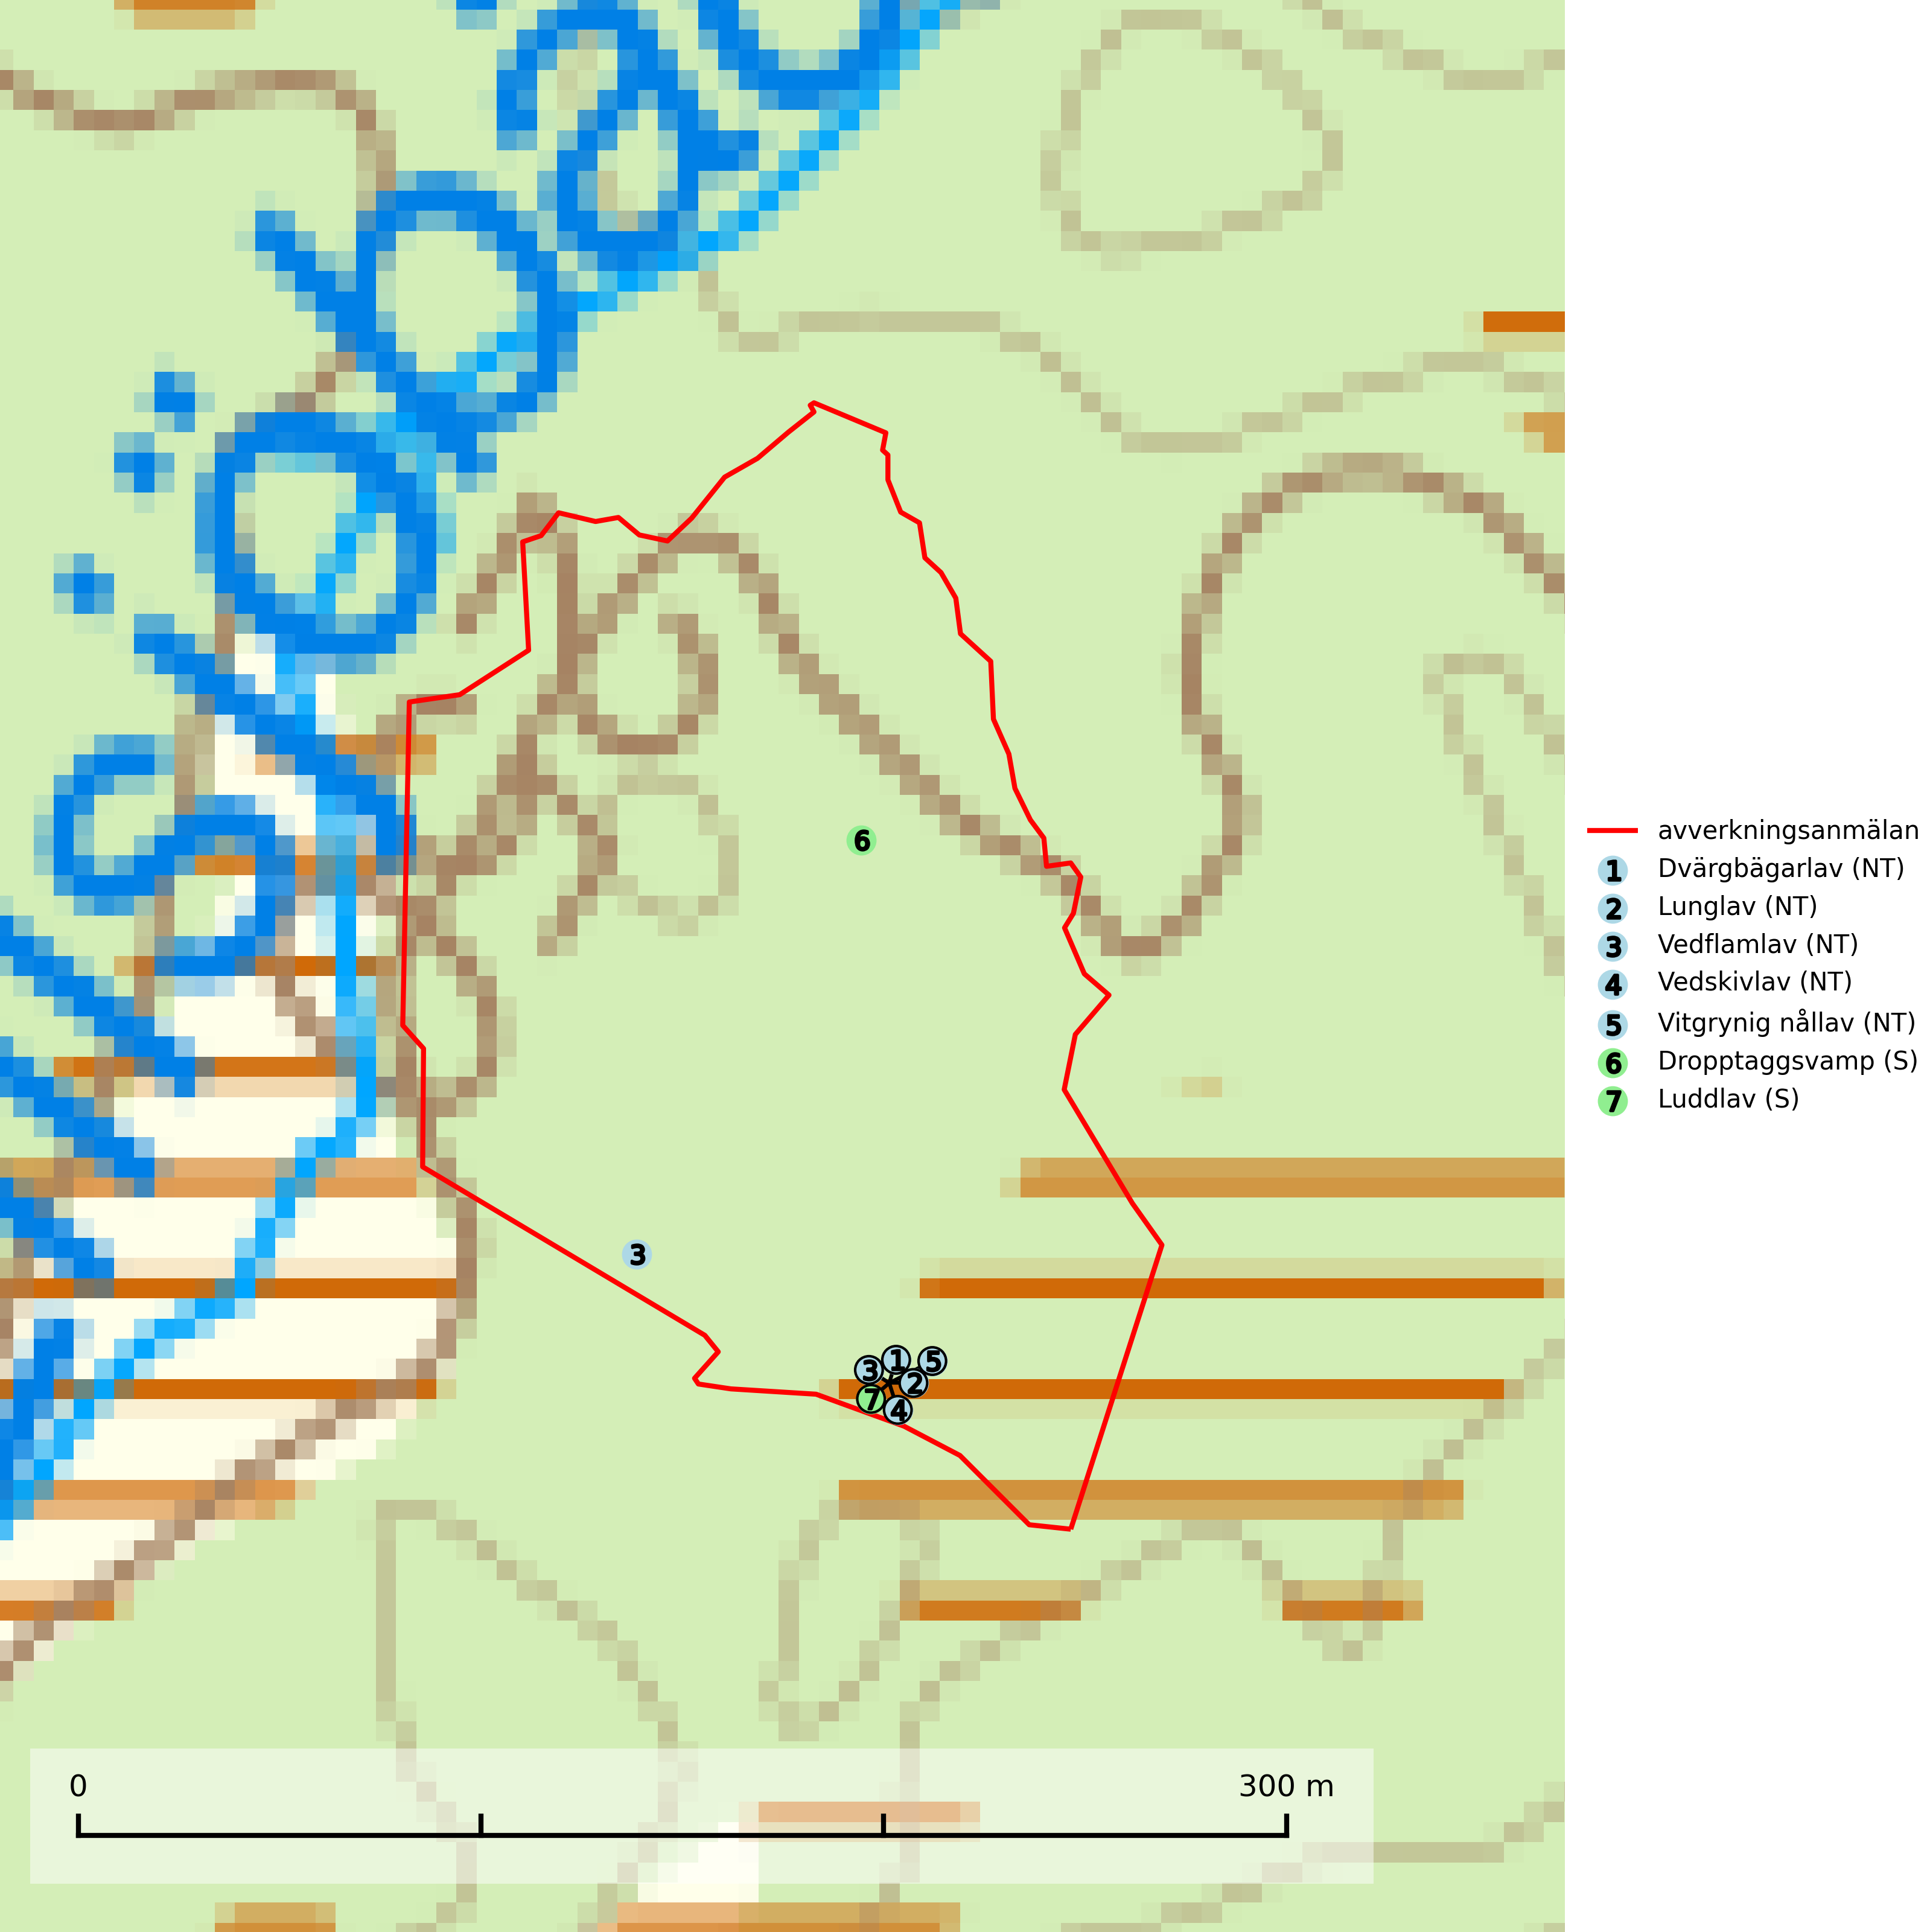 6
3
3
1
5
2
7
4
0
300 m
avverkningsanmälan
1 Dvärgbägarlav (NT)
2 Lunglav (NT)
3 Vedflamlav (NT)
4 Vedskivlav (NT)
5 Vitgrynig nållav (NT)
6 Dropptaggsvamp (S)
7 Luddlav (S)